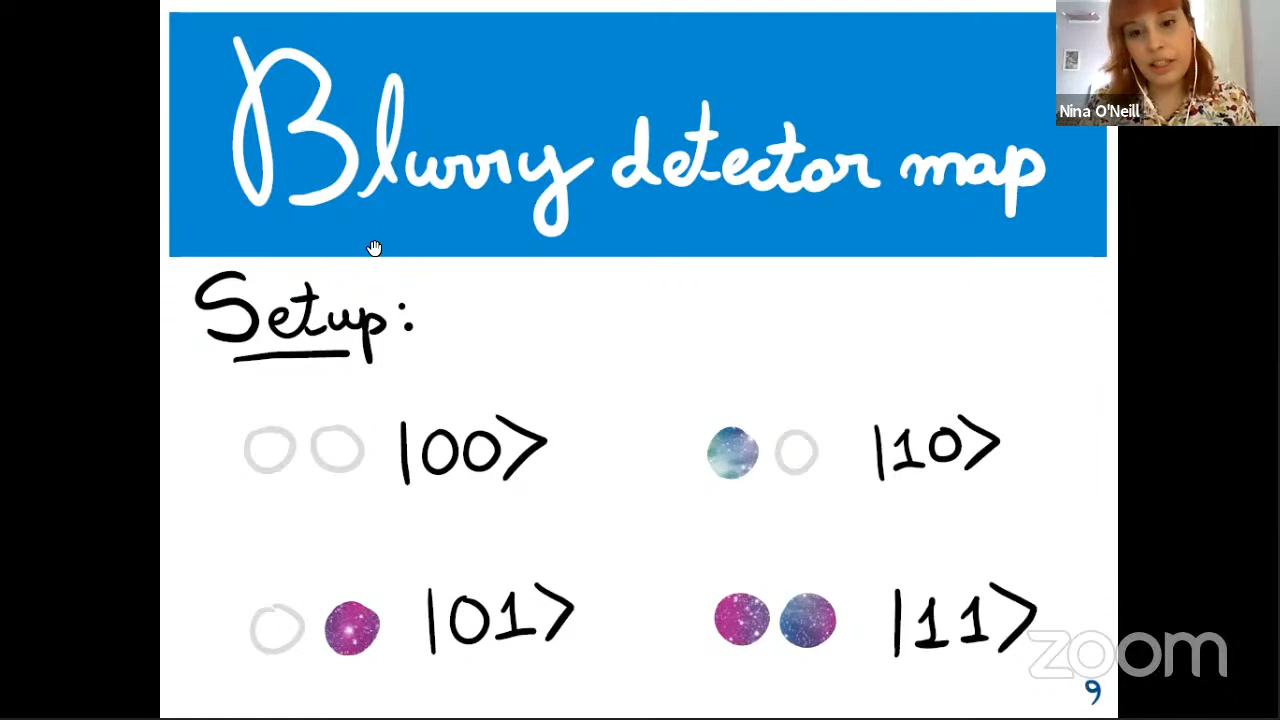 Blurry detector map
Nina O'Neill
Setup:
|00>
|10>
|01>
|11>
zoom
9